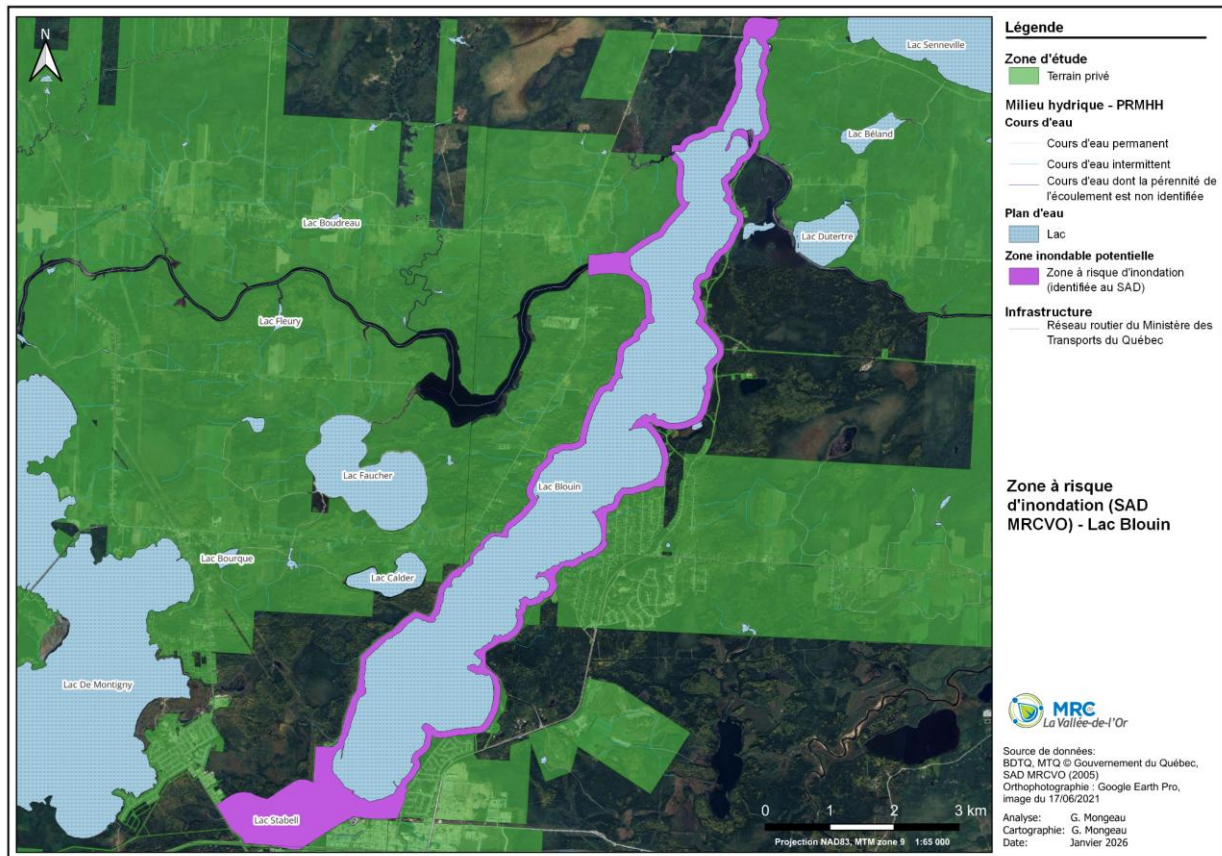 N
Lac Senneville
Lac Béland
Lac Boudreau
Lac Dutertre
Lac Fleury
Lac Faucher
Lac Blouin
Lac Bourque
Lac Calder
Lac De Montigny
Lac Stabell
0 1 2 3 km
Projection NAD83, MTM zone 9 1:65 000
Légende
Zone d'étude
Terrain privé
Milieu hydrique - PRMHH
Cours d'eau
Cours d'eau permanent
Cours d'eau intermittent
Cours d'eau dont la pérennité de
l'écoulement est non identifiée
Plan d'eau
Lac
Zone inondable potentielle
Zone à risque d'inondation
(identifiée au SAD)
Infrastructure
Réseau routier du Ministère des
Transports du Québec
Zone à risque
d'inondation (SAD
MRCVO) - Lac Blouin
MRC
La Vallée-de-l'Or
Source de données:
BDTQ, MTQ © Gouvernement du Québec,
SAD MRCVO (2005)
Orthophotographie : Google Earth Pro,
image du 17/06/2021
Analyse: G. Mongeau
Cartographie: G. Mongeau
Date: Janvier 2026